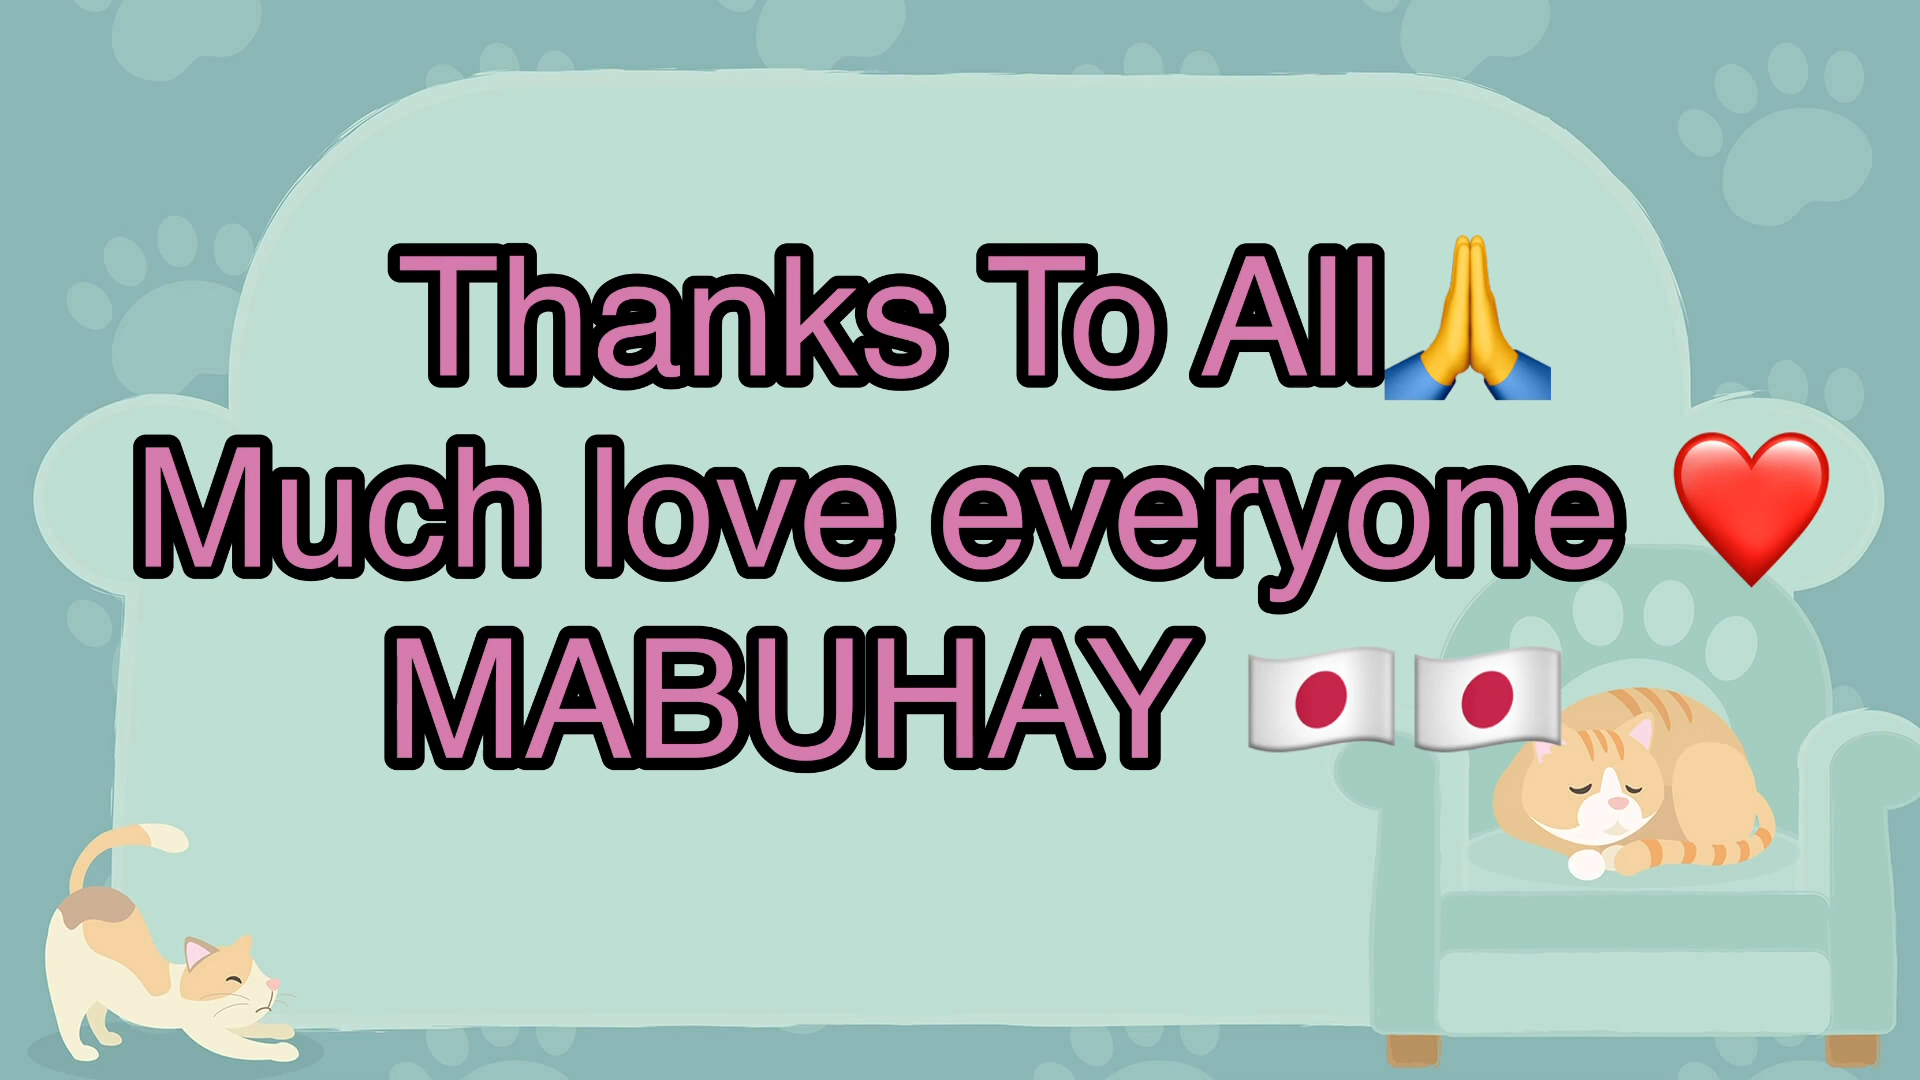 Thanks To All🙏
Much love everyone ❤️
MABUHAY 🇯🇵🇯🇵